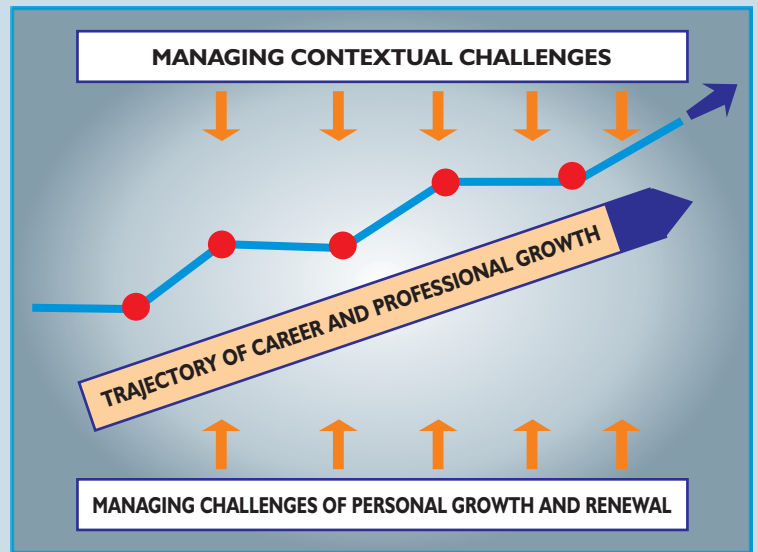 MANAGING CONTEXTUAL CHALLENGES
TRAJECTORY OF CAREER AND PROFESSIONAL GROWTH
MANAGING CHALLENGES OF PERSONAL GROWTH AND RENEWAL